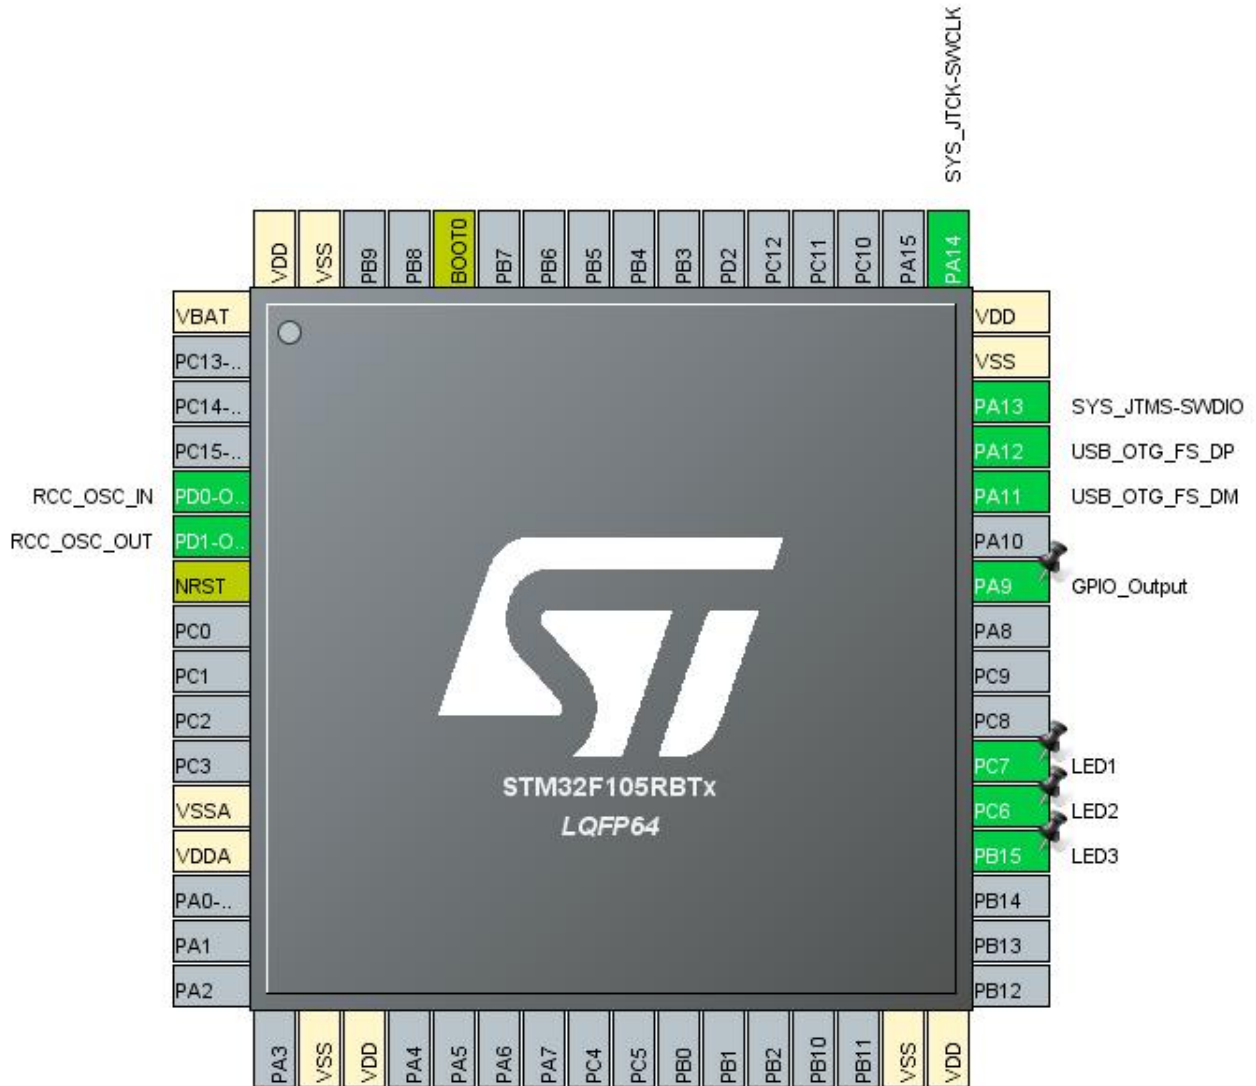 SYS_JTCK-SWCLK
VDD
VSS
PB9
PB8
BOOT0
PB7
PB6
PB5
PB4
PB3
PD2
PC12
PC11
PC10
PA15
PA14
VBAT
PC13-..
PC14-..
PC15-..
RCC_OSC_IN PD0-O..
RCC_OSC_OUT PD1-O..
NRST
PC0
PC1
PC2
PC3
VSSA
VDDA
PA0-..
PA1
PA2
STM32F105RBTx
LQFP64
VDD
VSS
PA13 SYS_JTMS-SWDIO
PA12 USB_OTG_FS_DP
PA11 USB_OTG_FS_DM
PA10
PA9 GPIO_Output
PA8
PC9
PC8
PC7 LED1
PC6 LED2
PB15 LED3
PB14
PB13
PB12
PA3
VSS
VDD
PA4
PA5
PA6
PA7
PC4
PC5
PB0
PB1
PB2
PB10
PB11
VSS
VDD